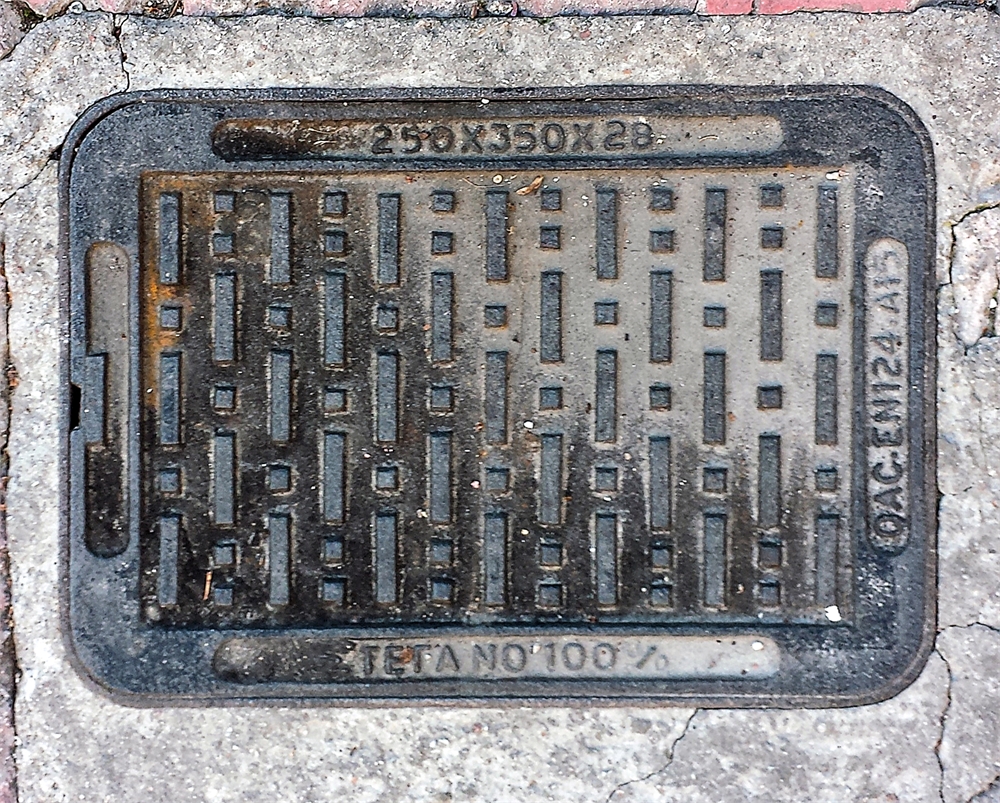 250X350X28
OAC.EN124 A15
TETA NO 100 %